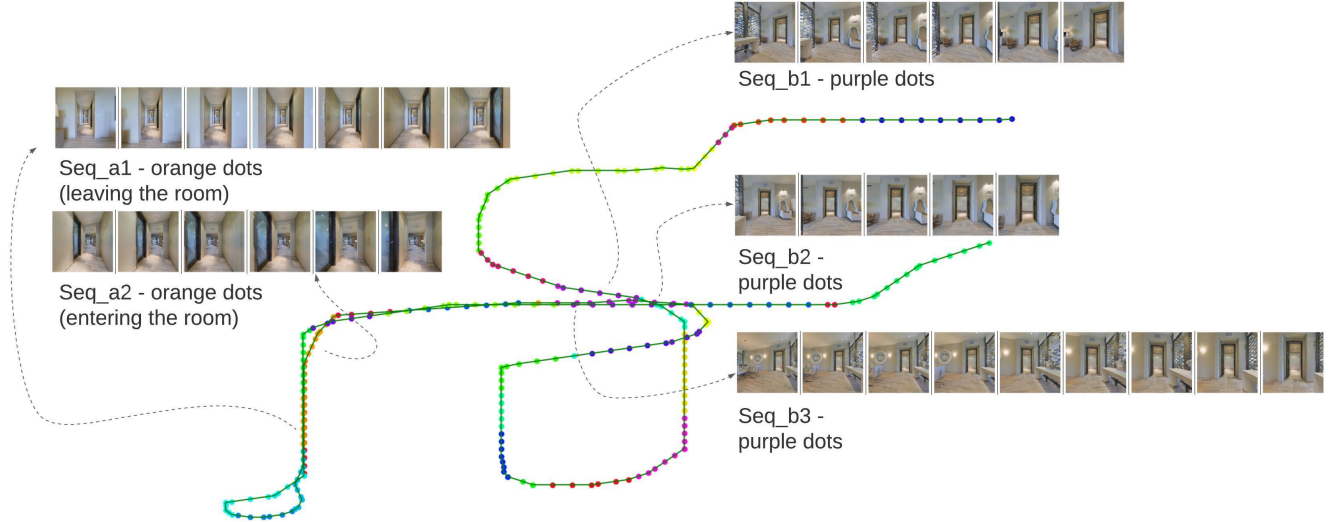 Seq_b1 - purple dots
Seq_a1 - orange dots
(leaving the room)
Seq_b2 -
purple dots
Seq_a2 - orange dots
(entering the room)
Seq_b3 -
purple dots